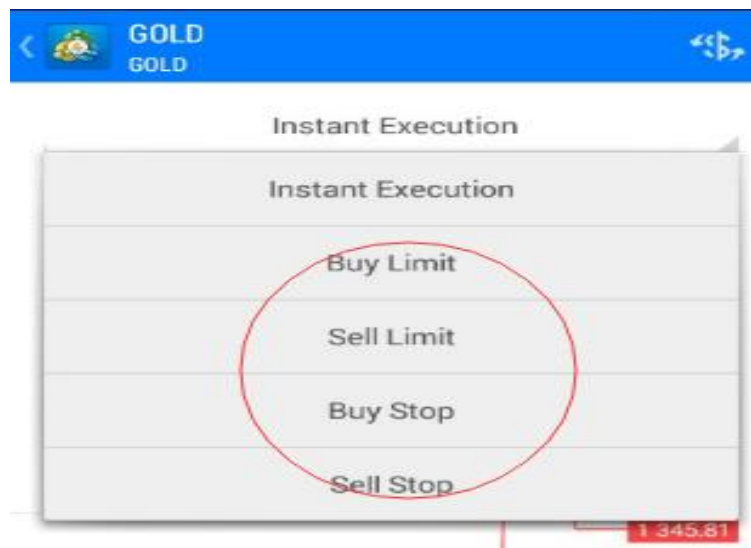 GOLD
GOLD
Instant Execution
Instant Execution
Buy Limit
Sell Limit
Buy Stop
Sell Stop
1 345.81